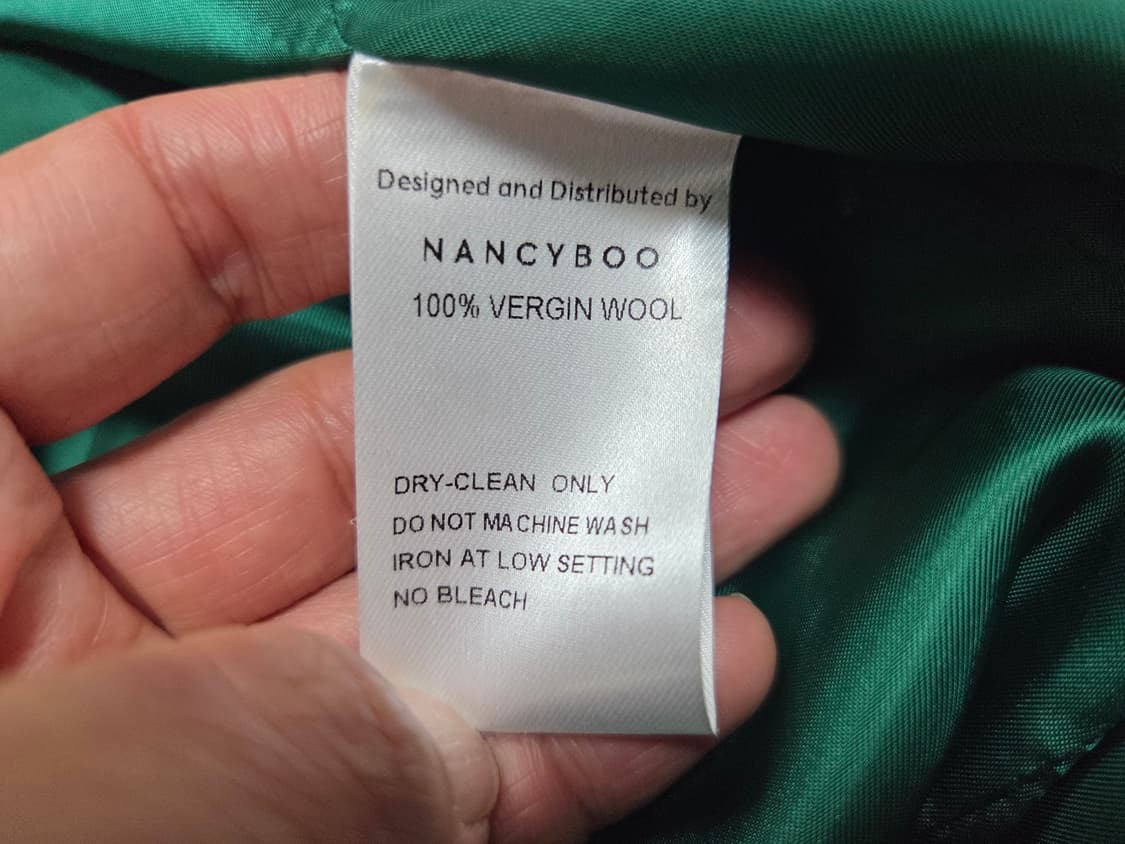 Designed and Distributed by
NANCYBOO
100% VERGIN WOOL
DRY-CLEAN ONLY
DO NOT MACHINE WASH
IRON AT LOW SETTING
NO BLEACH